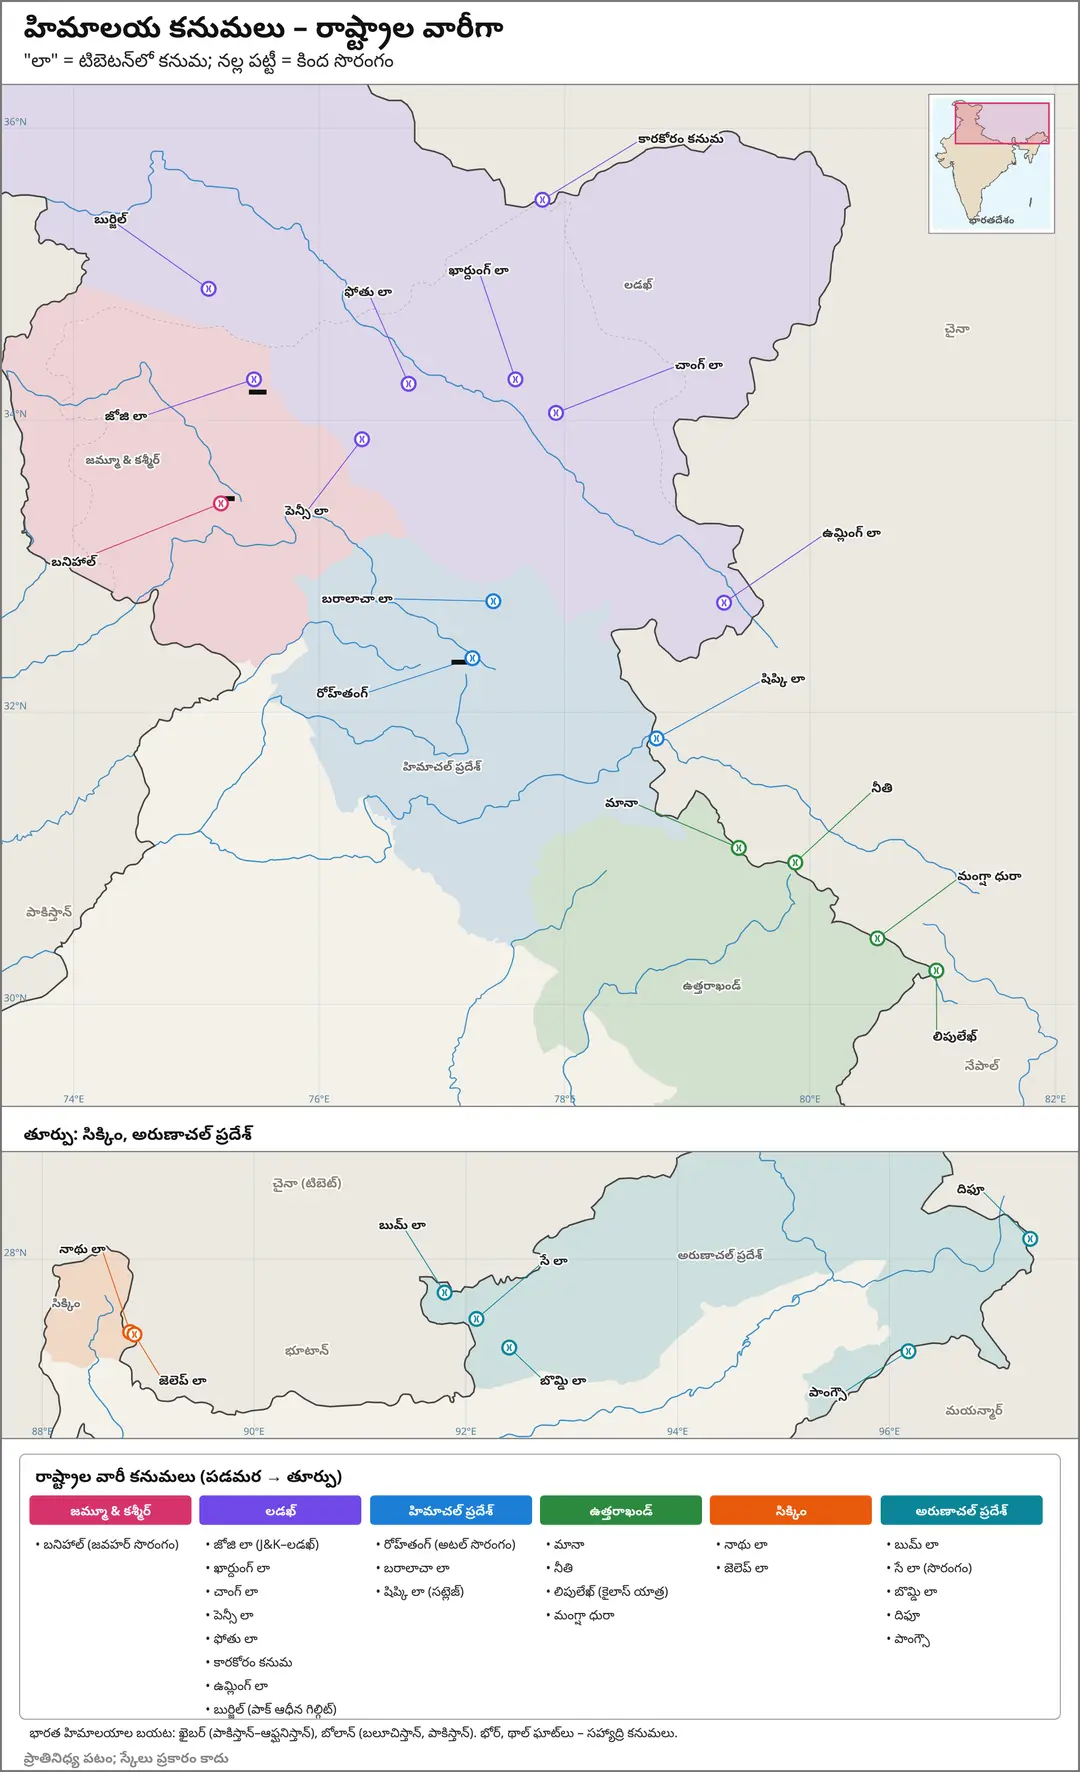 హిమాలయ కనుమలు – రాష్ట్రాల వారీగా
"లా" = టిబెటన్‌లో కనుమ; నల్ల పట్టీ = కింద సొరంగం
36°N
కారకోరం కనుమ
భారతదేశం
బుర్జిల్
ఖార్దుంగ్ లా
లడఖ్
ఫోతు లా
చైనా
చాంగ్ లా
34°N
జోజి లా
జమ్మూ & కశ్మీర్
పెన్సీ లా
ఉమ్లింగ్ లా
బనిహాల్
బరాలాచా లా
షిప్కి లా
రోహ్‌తంగ్
32°N
హిమాచల్ ప్రదేశ్
నీతి
మానా
మంగ్షా ధురా
పాకిస్తాన్
ఉత్తరాఖండ్
30°N
లిపులేఖ్
నేపాల్
74°E
76°E
78°E
80°E
82°E
తూర్పు: సిక్కిం, అరుణాచల్ ప్రదేశ్
చైనా (టిబెట్)
దిఫూ
బుమ్ లా
నాథు లా
28°N
సే లా
అరుణాచల్ ప్రదేశ్
సిక్కిం
భూటాన్
జెలెప్ లా
బొమ్డి లా
పాంగ్సౌ
మయన్మార్
88°E
90°E
92°E
94°E
96°E
రాష్ట్రాల వారీ కనుమలు (పడమర → తూర్పు)
జమ్మూ & కశ్మీర్
• బనిహాల్ (జవహర్ సొరంగం)
లడఖ్
• జోజి లా (J&K–లడఖ్)
• ఖార్దుంగ్ లా
• చాంగ్ లా
• పెన్సీ లా
• ఫోతు లా
• కారకోరం కనుమ
• ఉమ్లింగ్ లా
• బుర్జిల్ (పాక్ ఆధీన గిల్గిట్)
హిమాచల్ ప్రదేశ్
• రోహ్‌తంగ్ (అటల్ సొరంగం)
• బరాలాచా లా
• షిప్కి లా (సట్లెజ్)
ఉత్తరాఖండ్
• మానా
• నీతి
• లిపులేఖ్ (కైలాస్ యాత్ర)
• మంగ్షా ధురా
సిక్కిం
• నాథు లా
• జెలెప్ లా
అరుణాచల్ ప్రదేశ్
• బుమ్ లా
• సే లా (సొరంగం)
• బొమ్డి లా
• దిఫూ
• పాంగ్సౌ
భారత హిమాలయాల బయట: ఖైబర్ (పాకిస్తాన్–ఆఫ్ఘనిస్తాన్), బోలాన్ (బలూచిస్తాన్, పాకిస్తాన్). భోర్, థాల్ ఘాట్‌లు – సహ్యాద్రి కనుమలు.
ప్రాతినిధ్య పటం; స్కేలు ప్రకారం కాదు